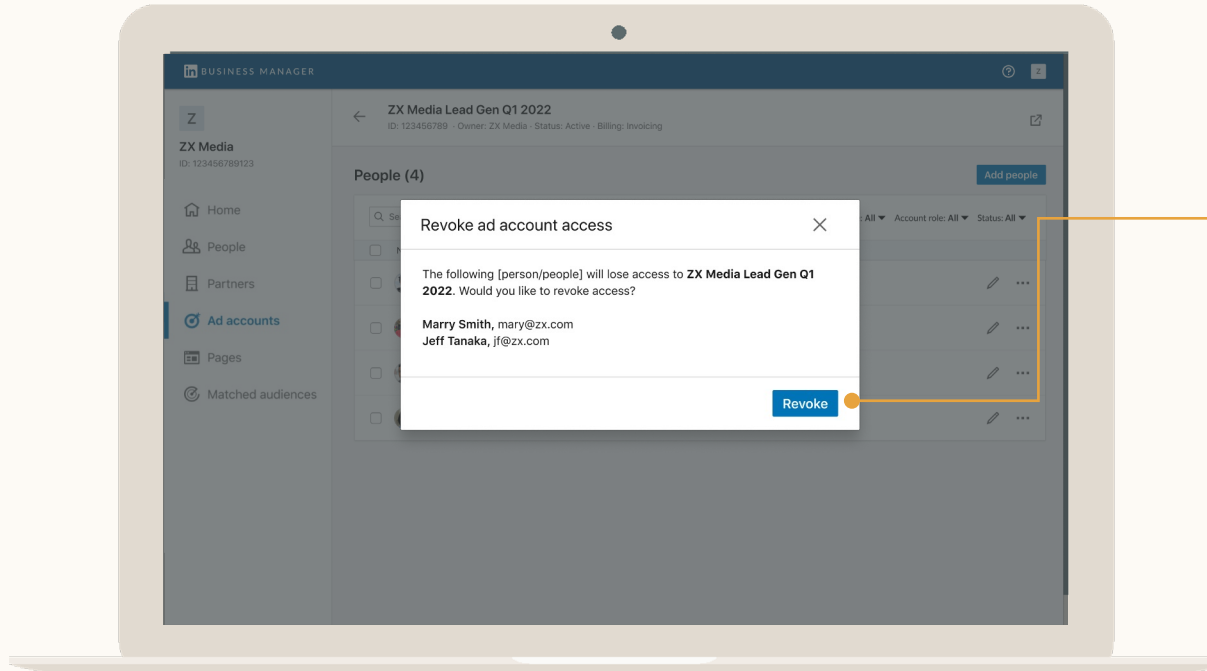 in BUSINESS MANAGER
Z
Z
ZX Media
ID: 123456789123
Home
People
Partners
Ad accounts
Pages
Matched audiences
ZX Media Lead Gen Q1 2022
ID: 123456789 · Owner: ZX Media · Status: Active · Billing: Invoicing
People (4)
Add people
: All Account role: All Status: All
Revoke ad account access
The following [person/people] will lose access to ZX Media Lead Gen Q1
2022. Would you like to revoke access?
Marry Smith, mary@zx.com
Jeff Tanaka, jf@zx.com
Revoke